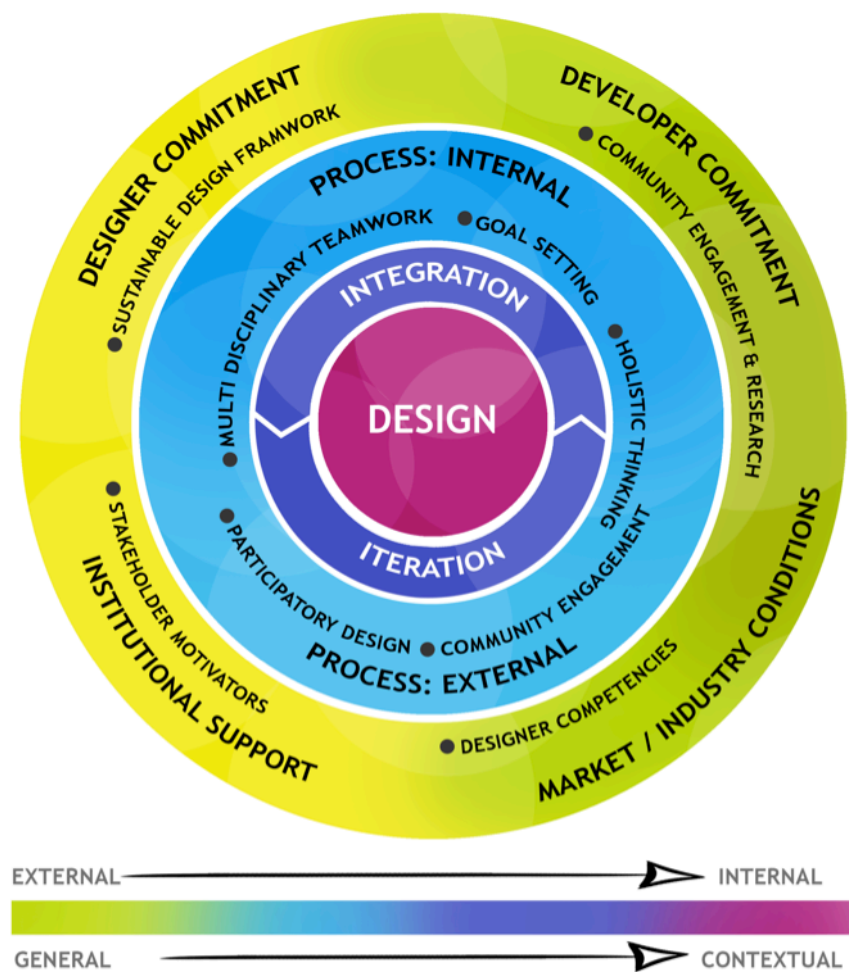 DESIGNER COMMITMENT
SUSTAINABLE DESIGN FRAMWORK
DEVELOPER COMMITMENT
COMMUNITY ENGAGEMENT & RESEARCH
PROCESS: INTERNAL
MULTI DISCIPLINARY TEAMWORK
GOAL SETTING
HOLISTIC THINKING
INTEGRATION
DESIGN
ITERATION
PARTICIPATORY DESIGN
COMMUNITY ENGAGEMENT
PROCESS: EXTERNAL
STAKEHOLDER MOTIVATORS
INSTITUTIONAL SUPPORT
DESIGNER COMPETENCIES
MARKET / INDUSTRY CONDITIONS
EXTERNAL
INTERNAL
GENERAL
CONTEXTUAL